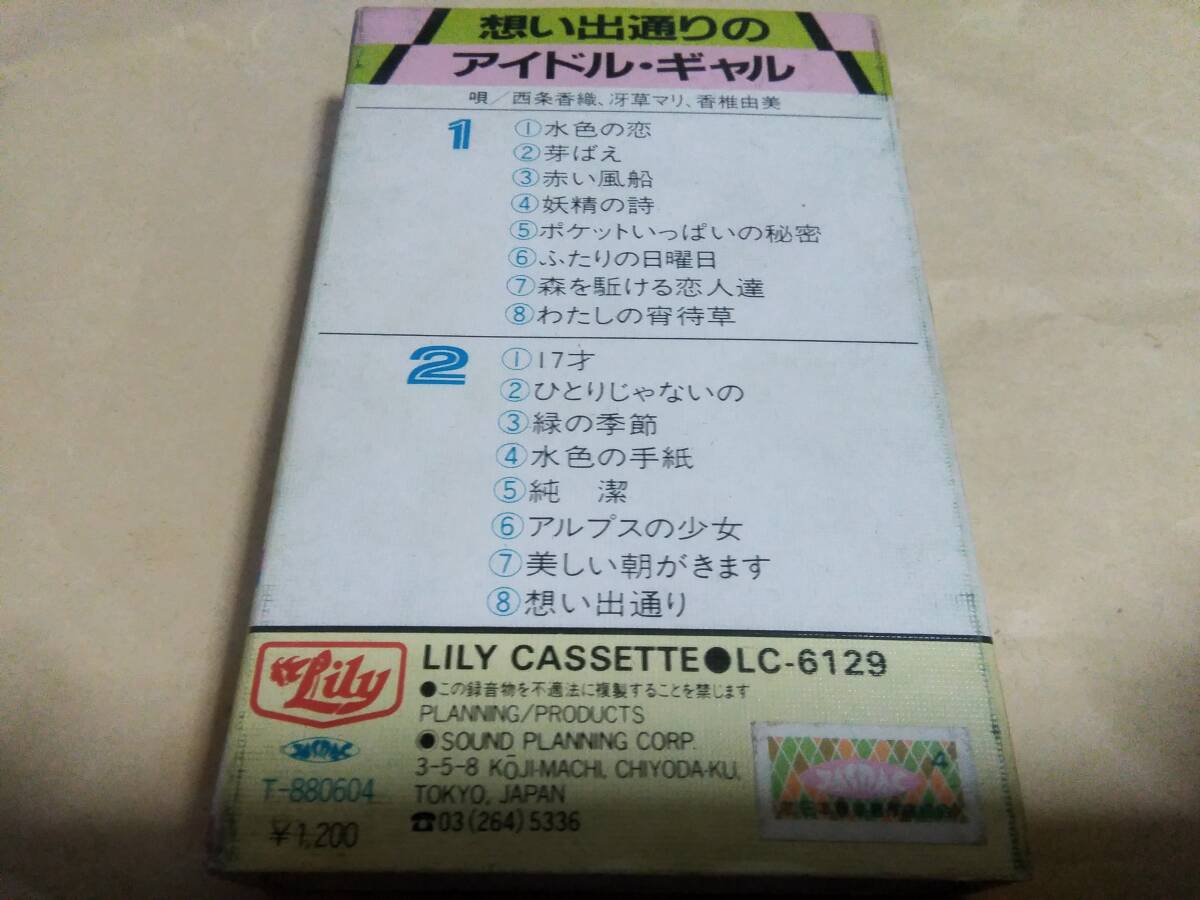 想い出通りの
アイドル・ギャル
唄／西条香織、冴草マリ、香椎由美
1
①水色の恋
②芽ばえ
③赤い風船
④妖精の詩
⑤ポケットいっぱいの秘密
⑥ふたりの日曜日
⑦森を駈ける恋人達
⑧わたしの宵待草
2
①17才
②ひとりじゃないの
③緑の季節
④水色の手紙
⑤純　潔
⑥アルプスの少女
⑦美しい朝がきます
⑧想い出通り
Lily
LILY CASSETTE●LC-6129
●この録音物を不適法に複製することを禁じます
PLANNING/PRODUCTS
●SOUND PLANNING CORP.
3-5-8 KŌJI-MACHI, CHIYODA-KU,
TOKYO, JAPAN
☎03(264)5336
JASRAC
T-880604
¥1,200
JASRAC
4